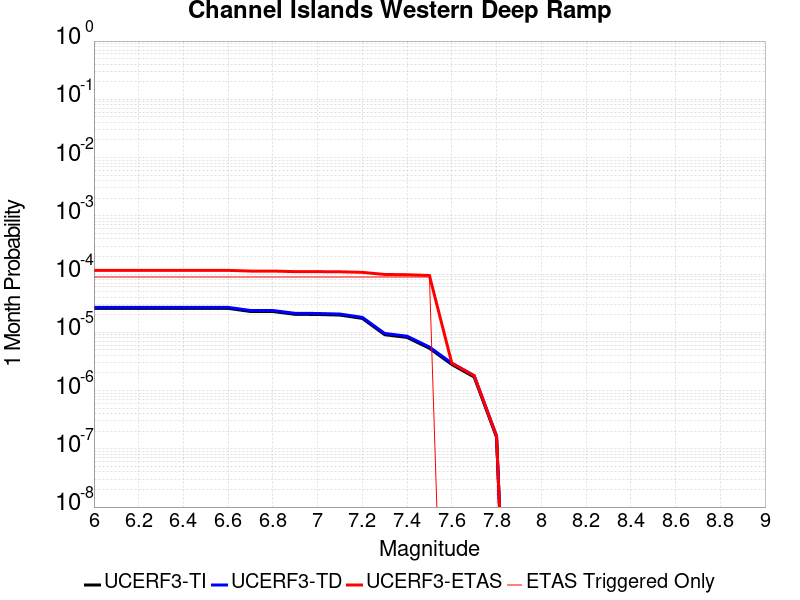 Channel Islands Western Deep Ramp
10^0
10^-1
10^-2
10^-3
10^-4
10^-5
10^-6
10^-7
10^-8
1 Month Probability
6 6.2 6.4 6.6 6.8 7 7.2 7.4 7.6 7.8 8 8.2 8.4 8.6 8.8 9
Magnitude
UCERF3-TI UCERF3-TD UCERF3-ETAS ETAS Triggered Only